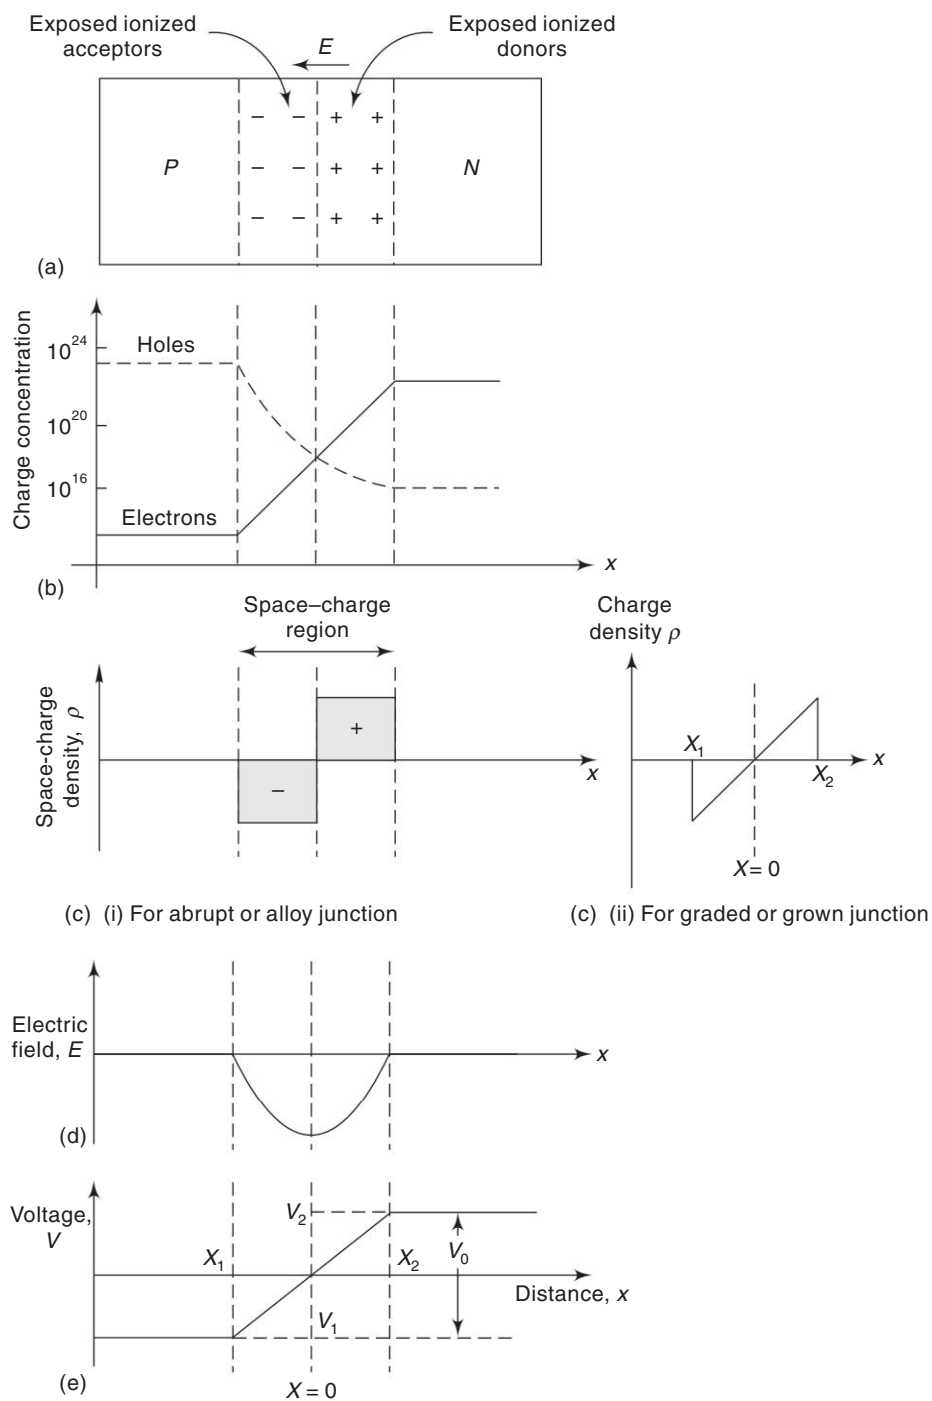 Exposed ionized
acceptors
E
Exposed ionized
donors
− − + +
P
− − + +
N
− − + +
(a)
Charge concentration
10^24
Holes
10^20
10^16
Electrons
x
(b)
Space–charge
region
Space-charge
density, ρ
+
−
x
Charge
density ρ
X₁
X₂
x
X = 0
(c) (i) For abrupt or alloy junction
(c) (ii) For graded or grown junction
Electric
field, E
x
(d)
Voltage,
V
V₂
X₁
X₂
V₀
Distance, x
V₁
(e)
X = 0